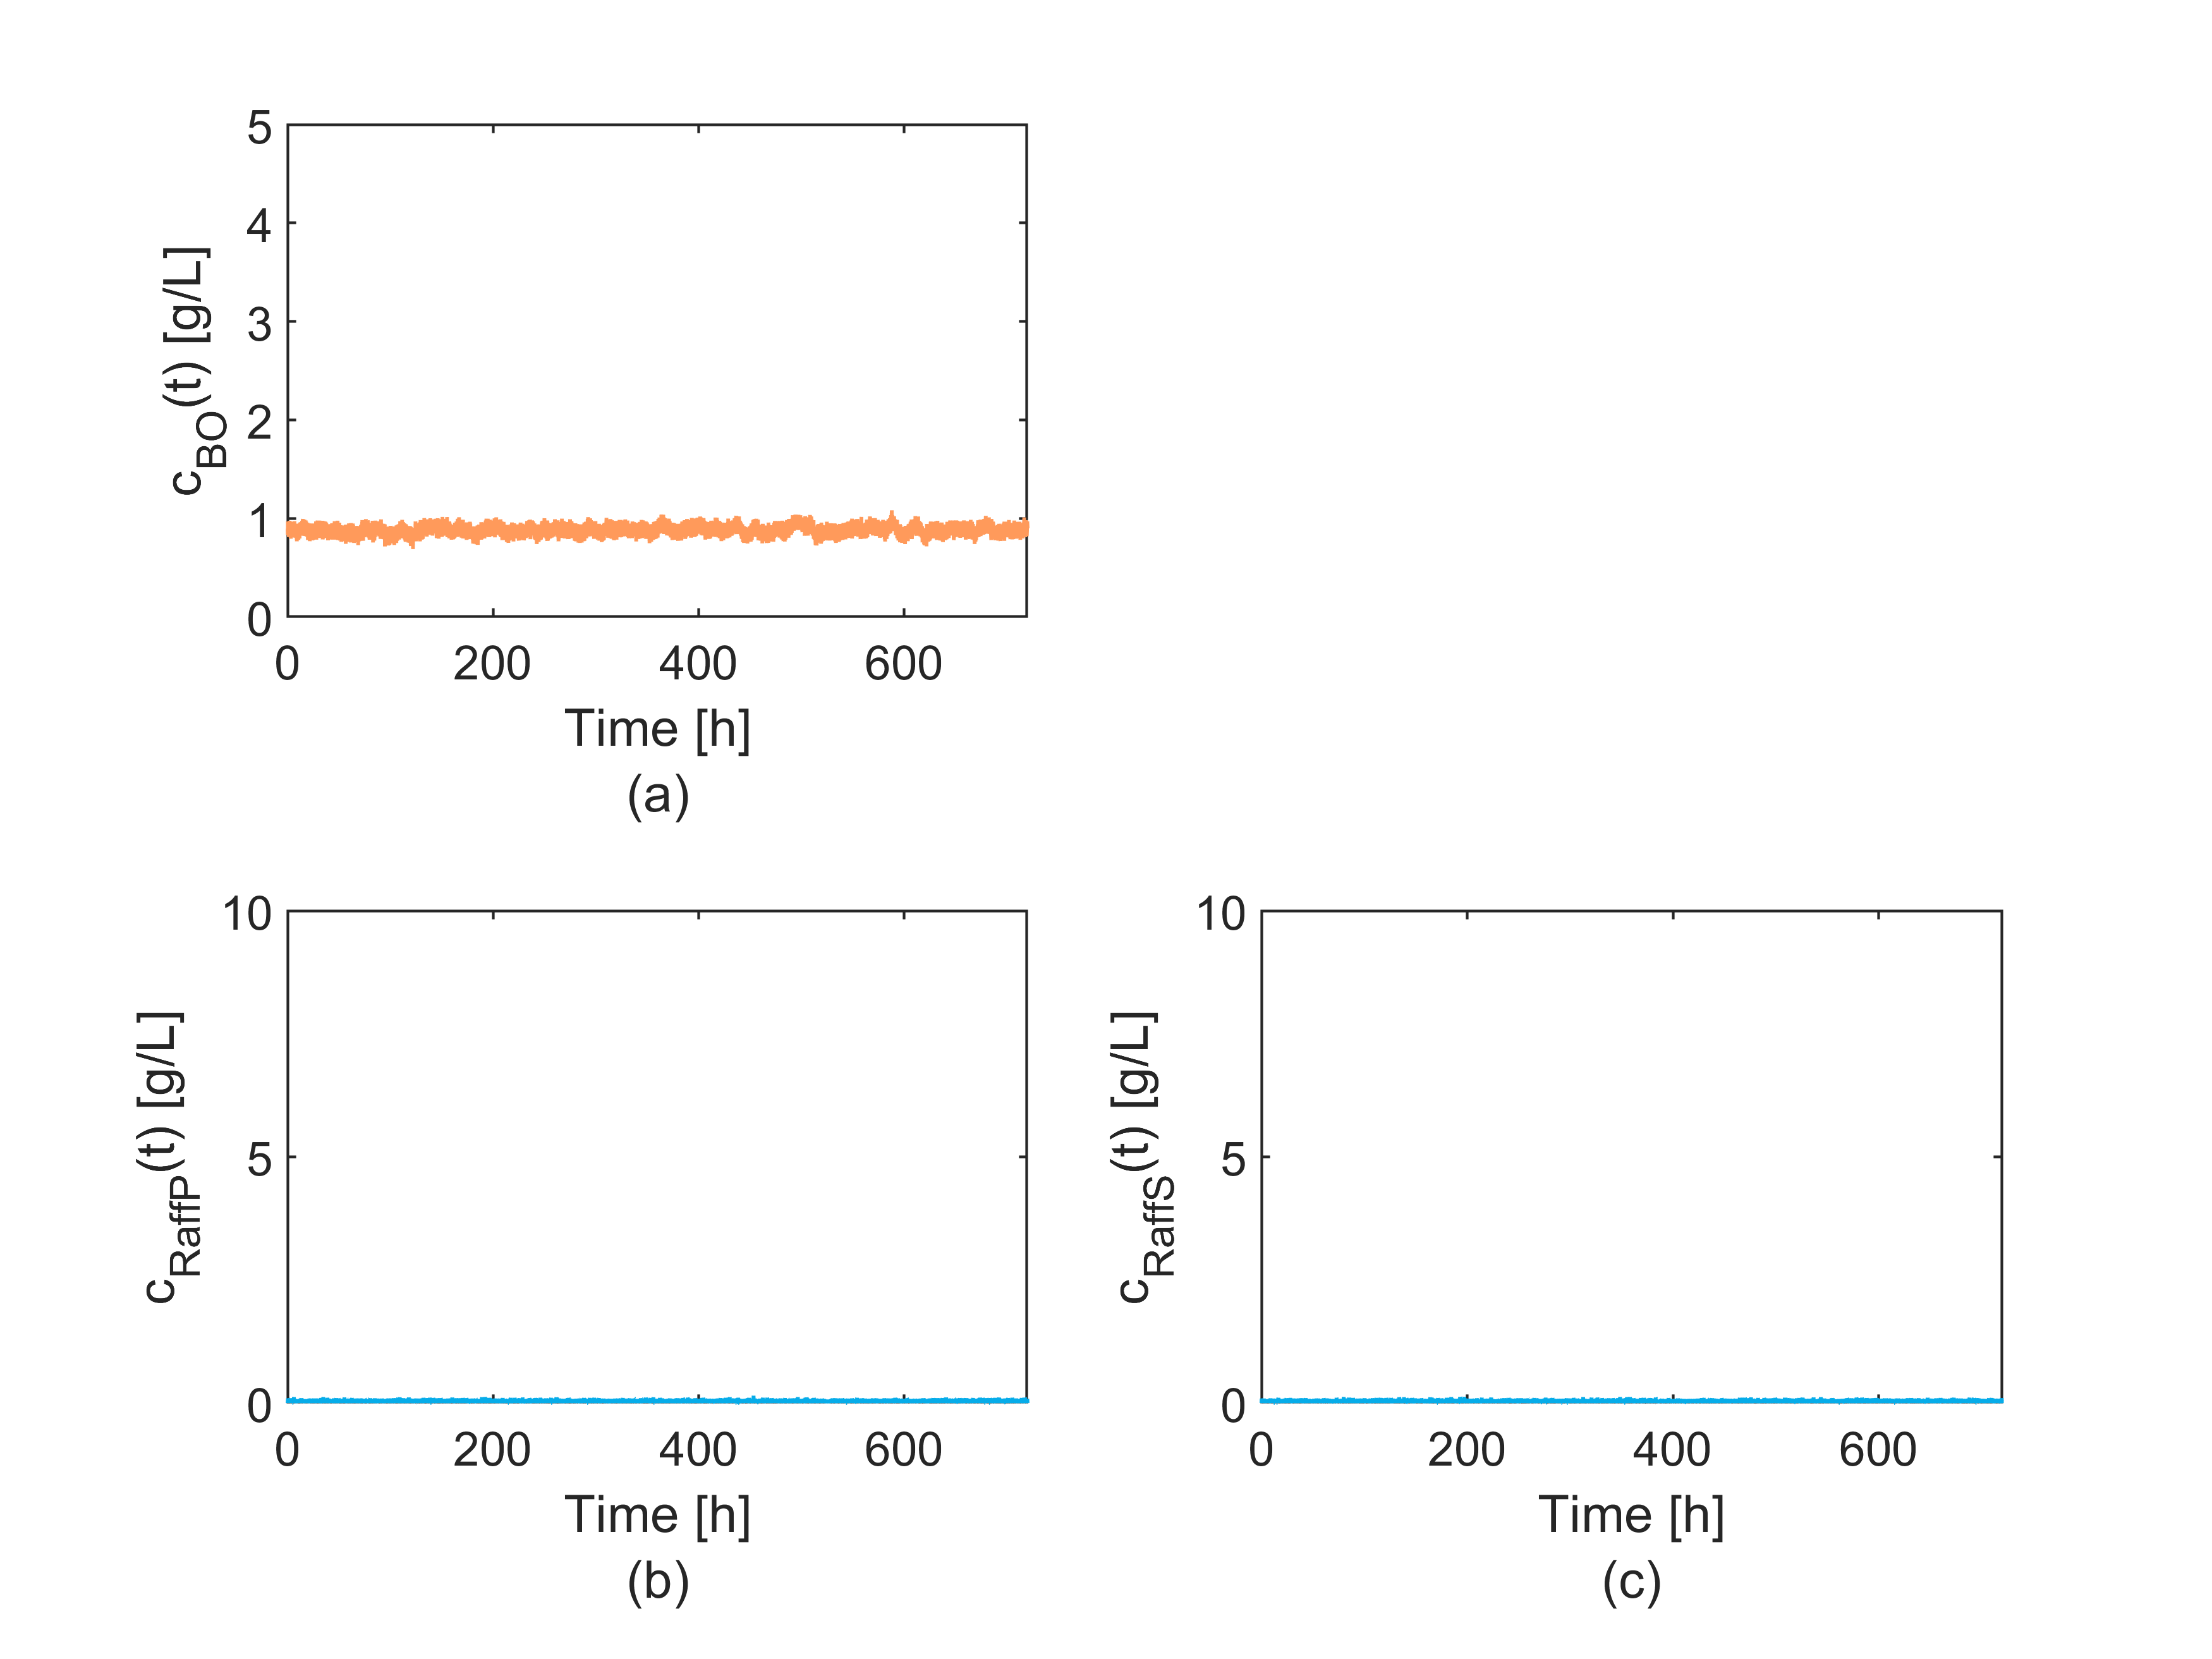 5
4
3
2
1
0
c_BO(t) [g/L]
0 200 400 600
Time [h]
(a)
10
5
0
c_RaffP(t) [g/L]
0 200 400 600
Time [h]
(b)
10
5
0
c_RaffS(t) [g/L]
0 200 400 600
Time [h]
(c)